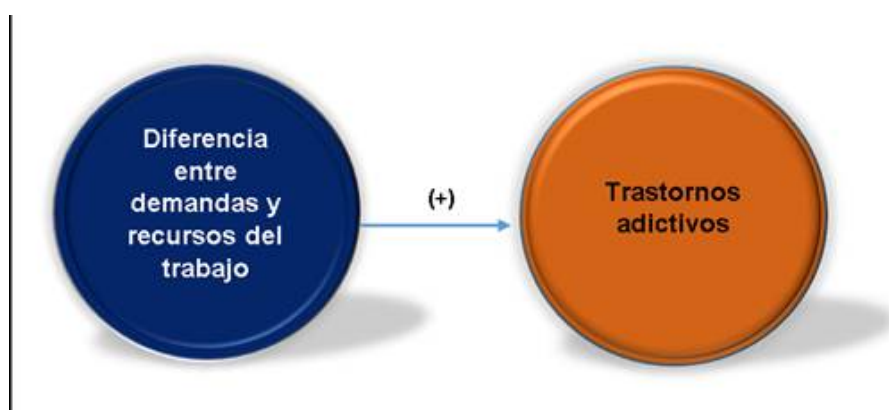 Diferencia
entre
demandas y
recursos del
trabajo
(+)
Trastornos
adictivos